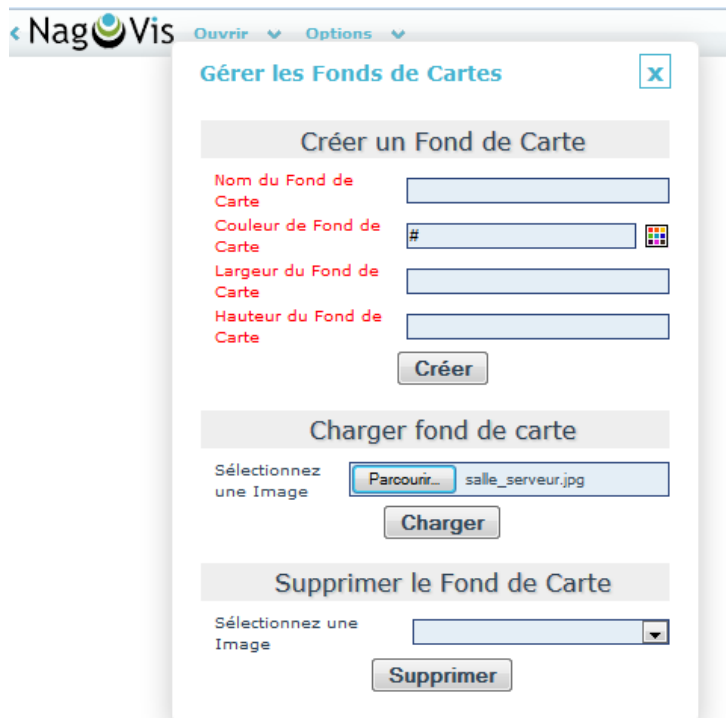 NagVis Ouvrir Options
Gérer les Fonds de Cartes x
Créer un Fond de Carte
Nom du Fond de
Carte
Couleur de Fond de
Carte
#
Largeur du Fond de
Carte
Hauteur du Fond de
Carte
Créer
Charger fond de carte
Sélectionnez
une Image
Parcourir... salle_serveur.jpg
Charger
Supprimer le Fond de Carte
Sélectionnez une
Image
Supprimer